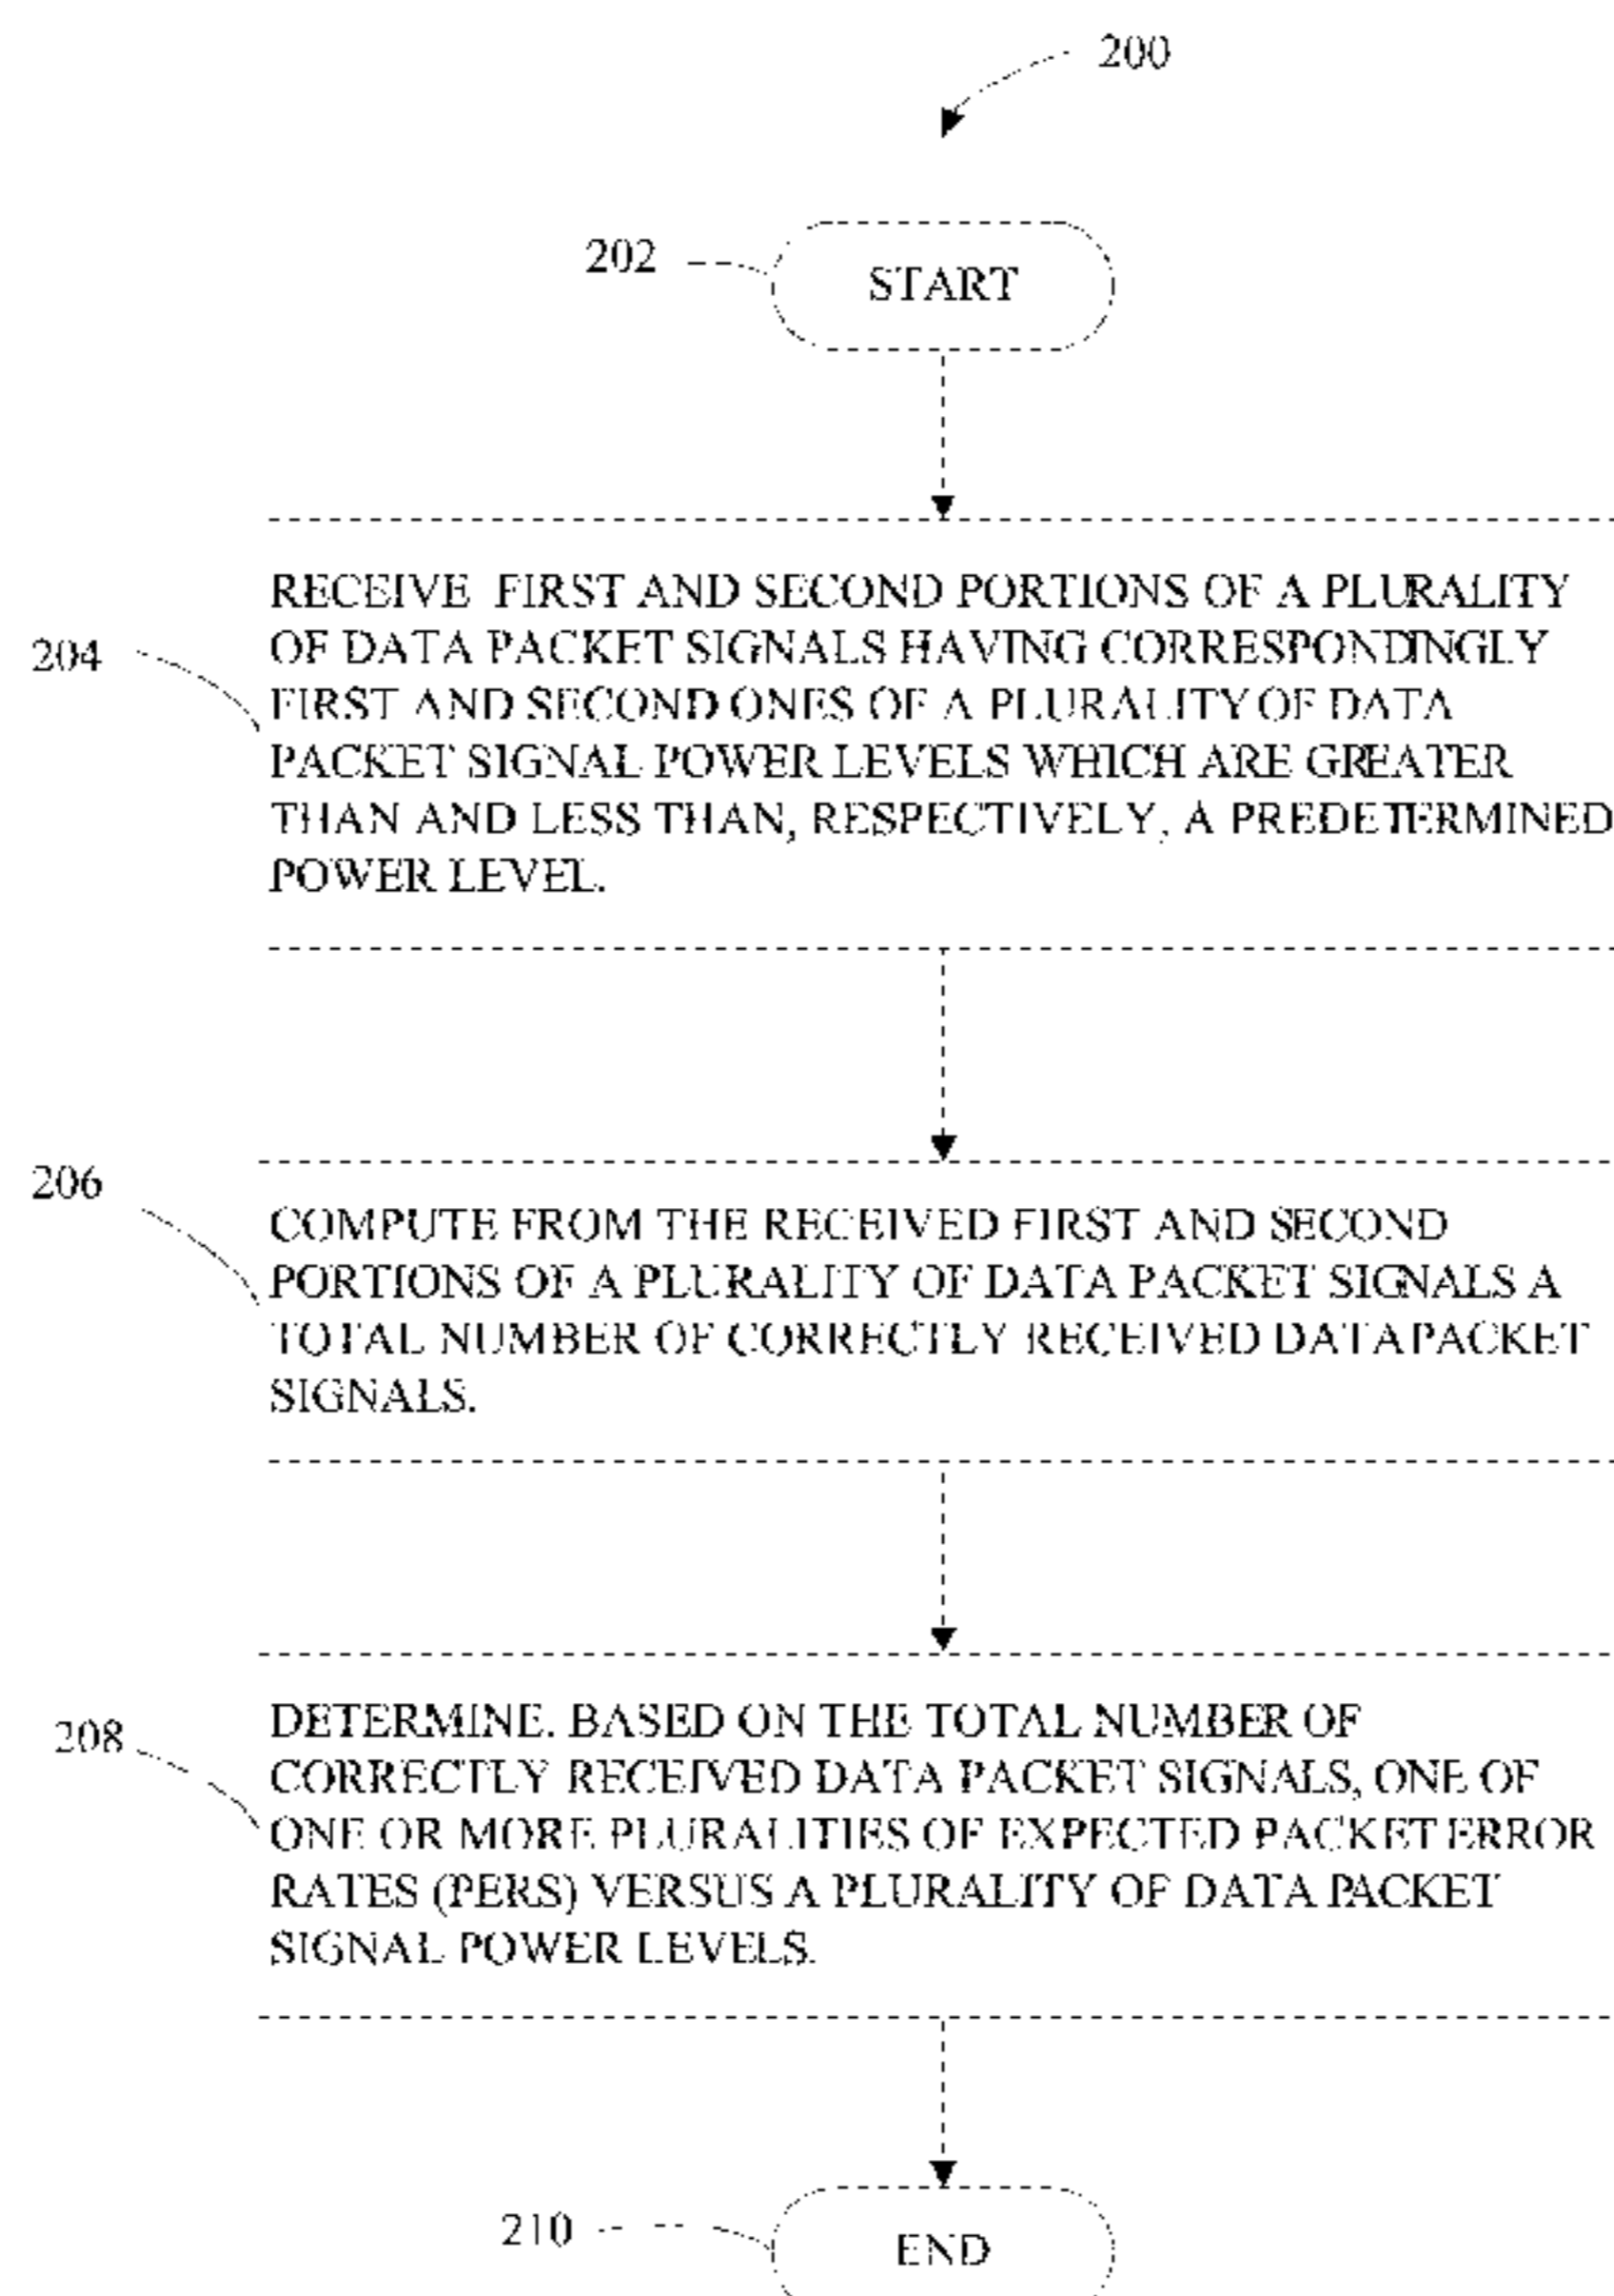 200
202
START
204
RECEIVE FIRST AND SECOND PORTIONS OF A PLURALITY
OF DATA PACKET SIGNALS HAVING CORRESPONDINGLY
FIRST AND SECOND ONES OF A PLURALITY OF DATA
PACKET SIGNAL POWER LEVELS WHICH ARE GREATER
THAN AND LESS THAN, RESPECTIVELY, A PREDETERMINED
POWER LEVEL.
206
COMPUTE FROM THE RECEIVED FIRST AND SECOND
PORTIONS OF A PLURALITY OF DATA PACKET SIGNALS A
TOTAL NUMBER OF CORRECTLY RECEIVED DATA PACKET
SIGNALS.
208
DETERMINE. BASED ON THE TOTAL NUMBER OF
CORRECTLY RECEIVED DATA PACKET SIGNALS, ONE OF
ONE OR MORE PLURALITIES OF EXPECTED PACKET ERROR
RATES (PERS) VERSUS A PLURALITY OF DATA PACKET
SIGNAL POWER LEVELS.
210
END